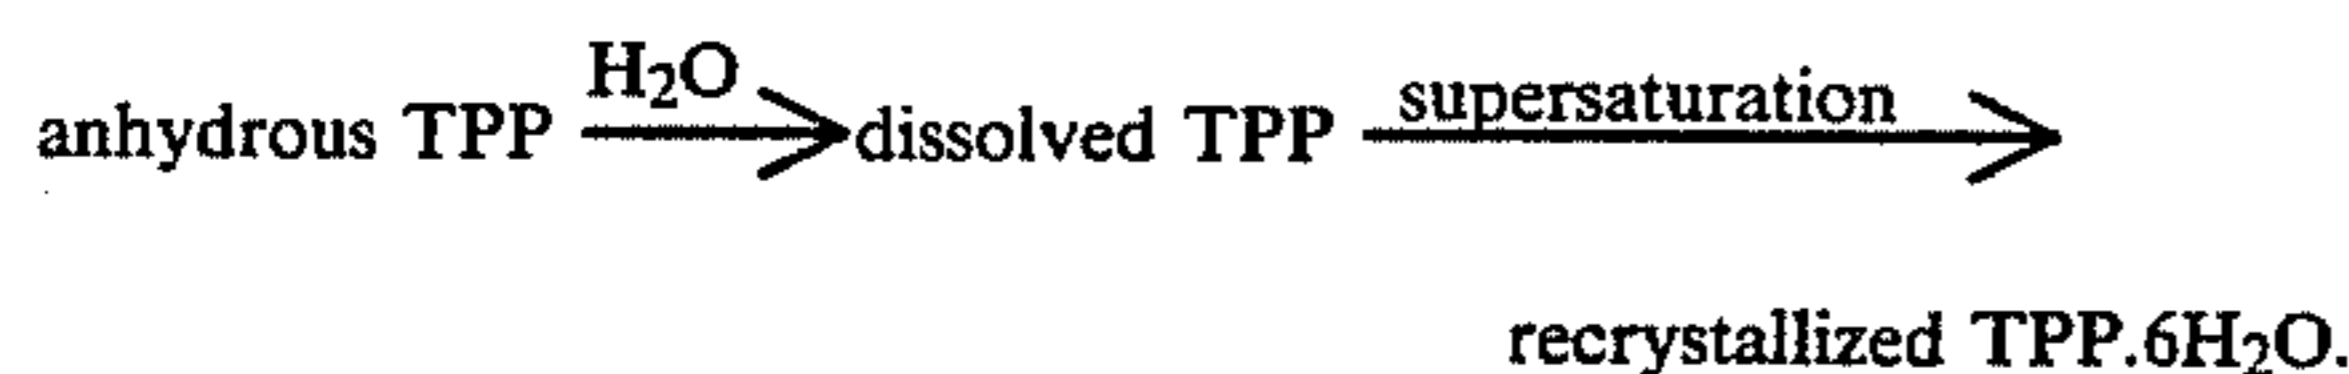 anhydrous TPP H₂O dissolved TPP supersaturation
recrystallized TPP.6H₂O.